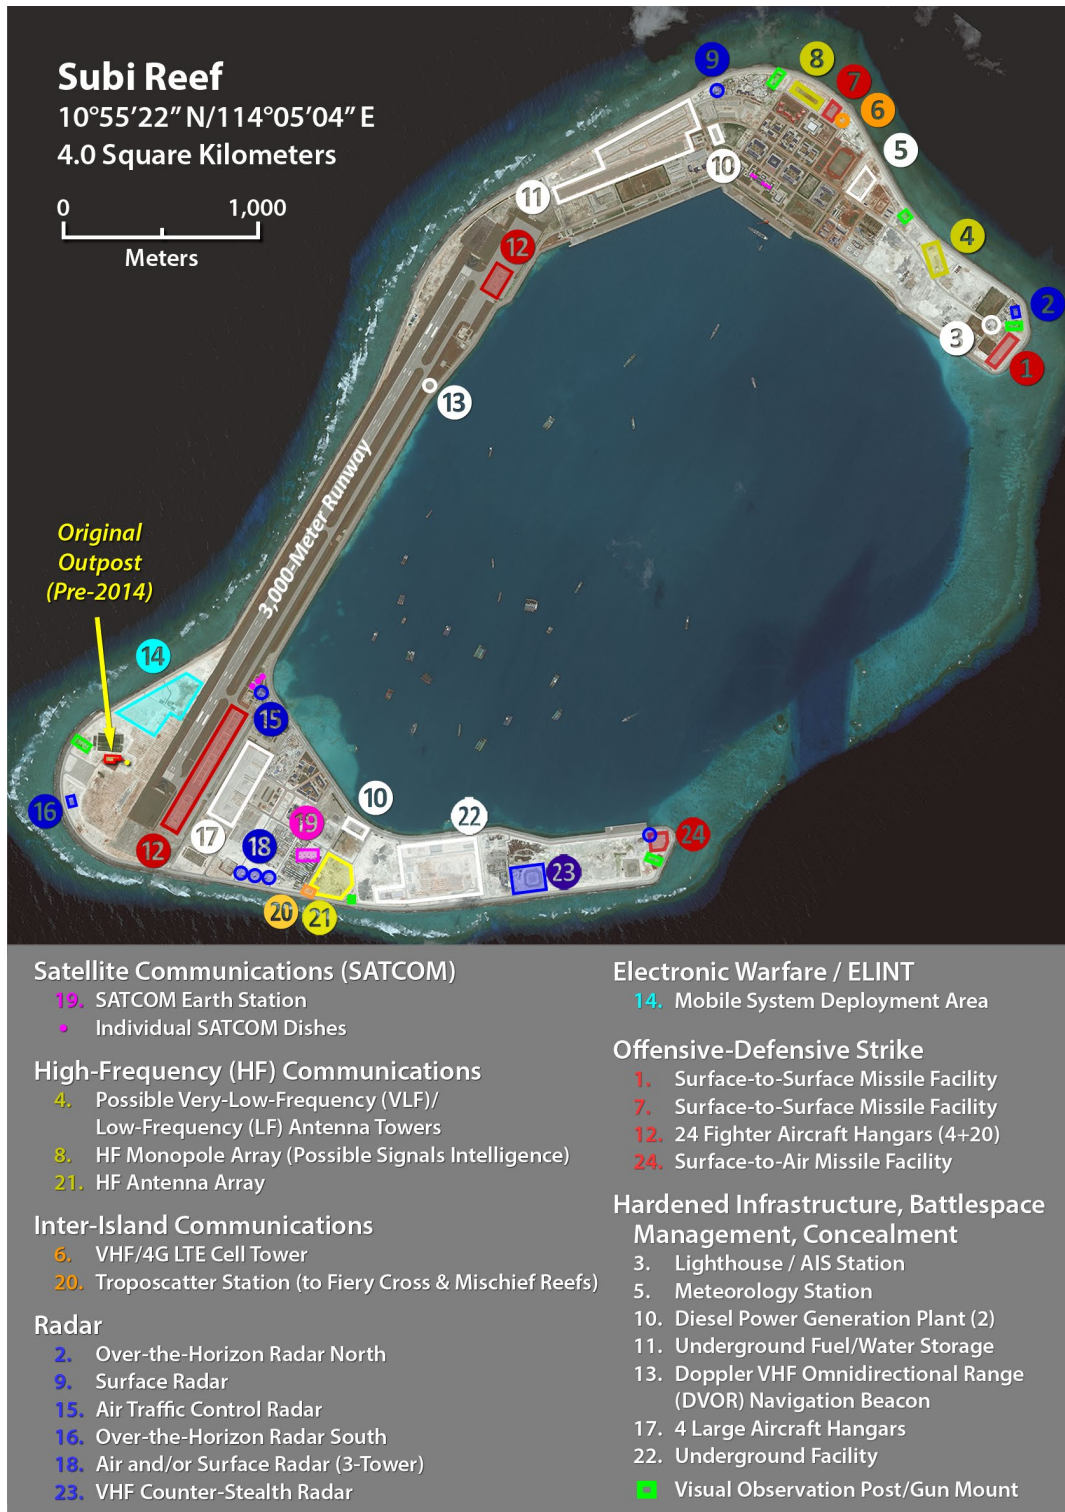 Subi Reef
10°55’22” N/114°05’04” E
4.0 Square Kilometers
0 1,000
Meters
9
8
7
6
5
10
11
12
4
2
3
1
13
3,000-Meter Runway
Original
Outpost
(Pre-2014)
14
15
16
12
17
18
19
10
22
20
21
23
24
Satellite Communications (SATCOM)
19. SATCOM Earth Station
• Individual SATCOM Dishes
High-Frequency (HF) Communications
4. Possible Very-Low-Frequency (VLF)/
Low-Frequency (LF) Antenna Towers
8. HF Monopole Array (Possible Signals Intelligence)
21. HF Antenna Array
Inter-Island Communications
6. VHF/4G LTE Cell Tower
20. Troposcatter Station (to Fiery Cross & Mischief Reefs)
Radar
2. Over-the-Horizon Radar North
9. Surface Radar
15. Air Traffic Control Radar
16. Over-the-Horizon Radar South
18. Air and/or Surface Radar (3-Tower)
23. VHF Counter-Stealth Radar
Electronic Warfare / ELINT
14. Mobile System Deployment Area
Offensive-Defensive Strike
1. Surface-to-Surface Missile Facility
7. Surface-to-Surface Missile Facility
12. 24 Fighter Aircraft Hangars (4+20)
24. Surface-to-Air Missile Facility
Hardened Infrastructure, Battlespace
Management, Concealment
3. Lighthouse / AIS Station
5. Meteorology Station
10. Diesel Power Generation Plant (2)
11. Underground Fuel/Water Storage
13. Doppler VHF Omnidirectional Range
(DVOR) Navigation Beacon
17. 4 Large Aircraft Hangars
22. Underground Facility
Visual Observation Post/Gun Mount